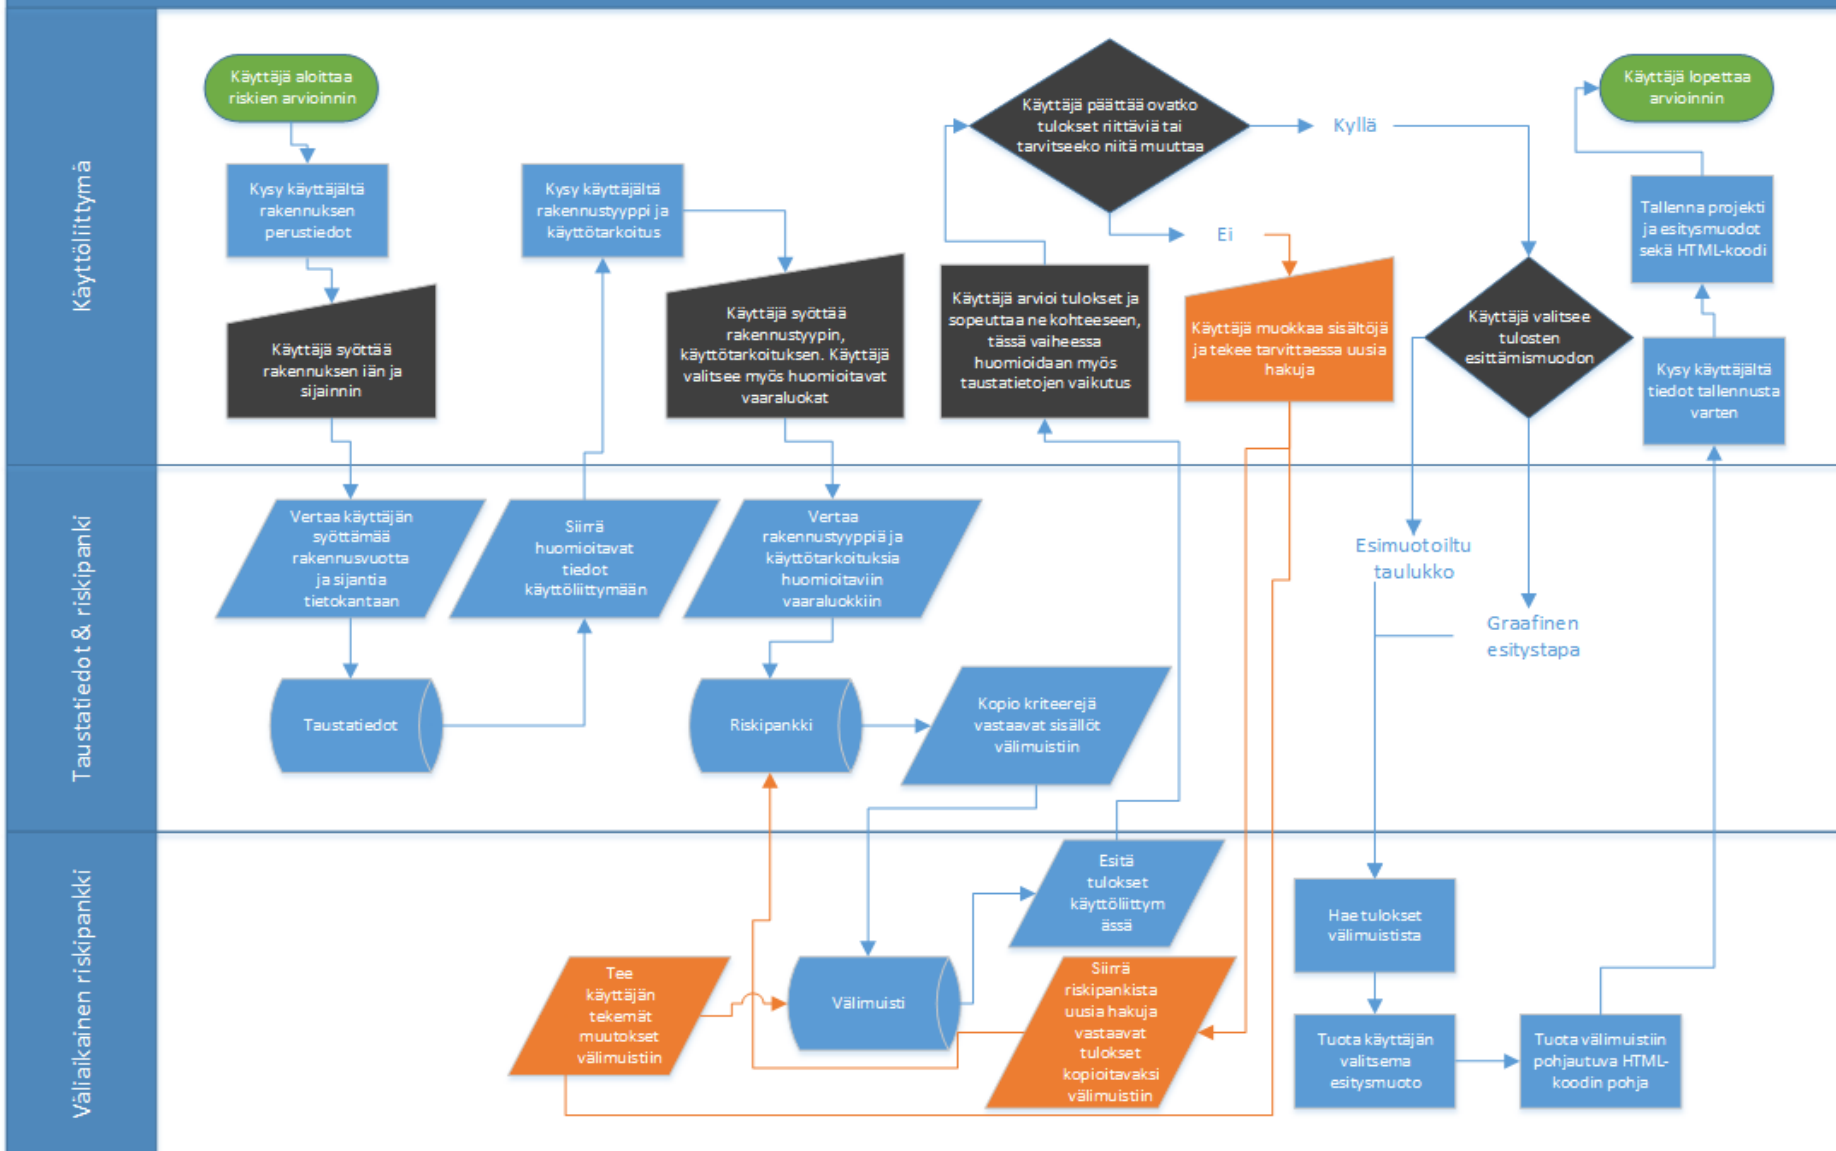 Käyttöliittymä
Käyttäjä aloittaa
riskien arvioinnin
Kysy käyttäjältä
rakennuksen
perustiedot
Käyttäjä syöttää
rakennuksen iän ja
sijainnin
Kysy käyttäjältä
rakennustyyppi ja
käyttötarkoitus
Käyttäjä syöttää
rakennustyypin,
käyttötarkoituksen. Käyttäjä
valitsee myös huomioitavat
vaaraluokat
Käyttäjä päättää ovatko
tulokset riittäviä tai
tarvitseeko niitä muuttaa
Kyllä
Ei
Käyttäjä arvioi tulokset ja
sopeuttaa ne kohteeseen,
tässä vaiheessa
huomioidaan myös
taustatietojen vaikutus
Käyttäjä muokkaa sisältöjä
ja tekee tarvittaessa uusia
hakuja
Käyttäjä valitsee
tulosten
esittämismuodon
Käyttäjä lopettaa
arvioinnin
Tallenna projekti
ja esitysmuodot
sekä HTML-koodi
Kysy käyttäjältä
tiedot tallennusta
varten
Taustatiedot & riskipanki
Vertaa käyttäjän
syöttämää
rakennusvuotta
ja sijantia
tietokantaan
Siirrä
huomioitavat
tiedot
käyttöliittymään
Vertaa
rakennustyyppiä ja
käyttötarkoituksia
huomioitaviin
vaaraluokkiin
Esimuotoiltu
taulukko
Graafinen
esitystapa
Taustatiedot
Riskipankki
Kopio kriteerejä
vastaavat sisällöt
välimuistiin
Väliaikainen riskipankki
Esitä
tulokset
käyttöliittym
ässä
Tee
käyttäjän
tekemät
muutokset
välimuistiin
Välimuisti
Siirrä
riskipankista
uusia hakuja
vastaavat
tulokset
kopioitavaksi
välimuistiin
Hae tulokset
välimuistista
Tuota käyttäjän
valitsema
esitysmuoto
Tuota välimuistiin
pohjautuva HTML-
koodin pohja